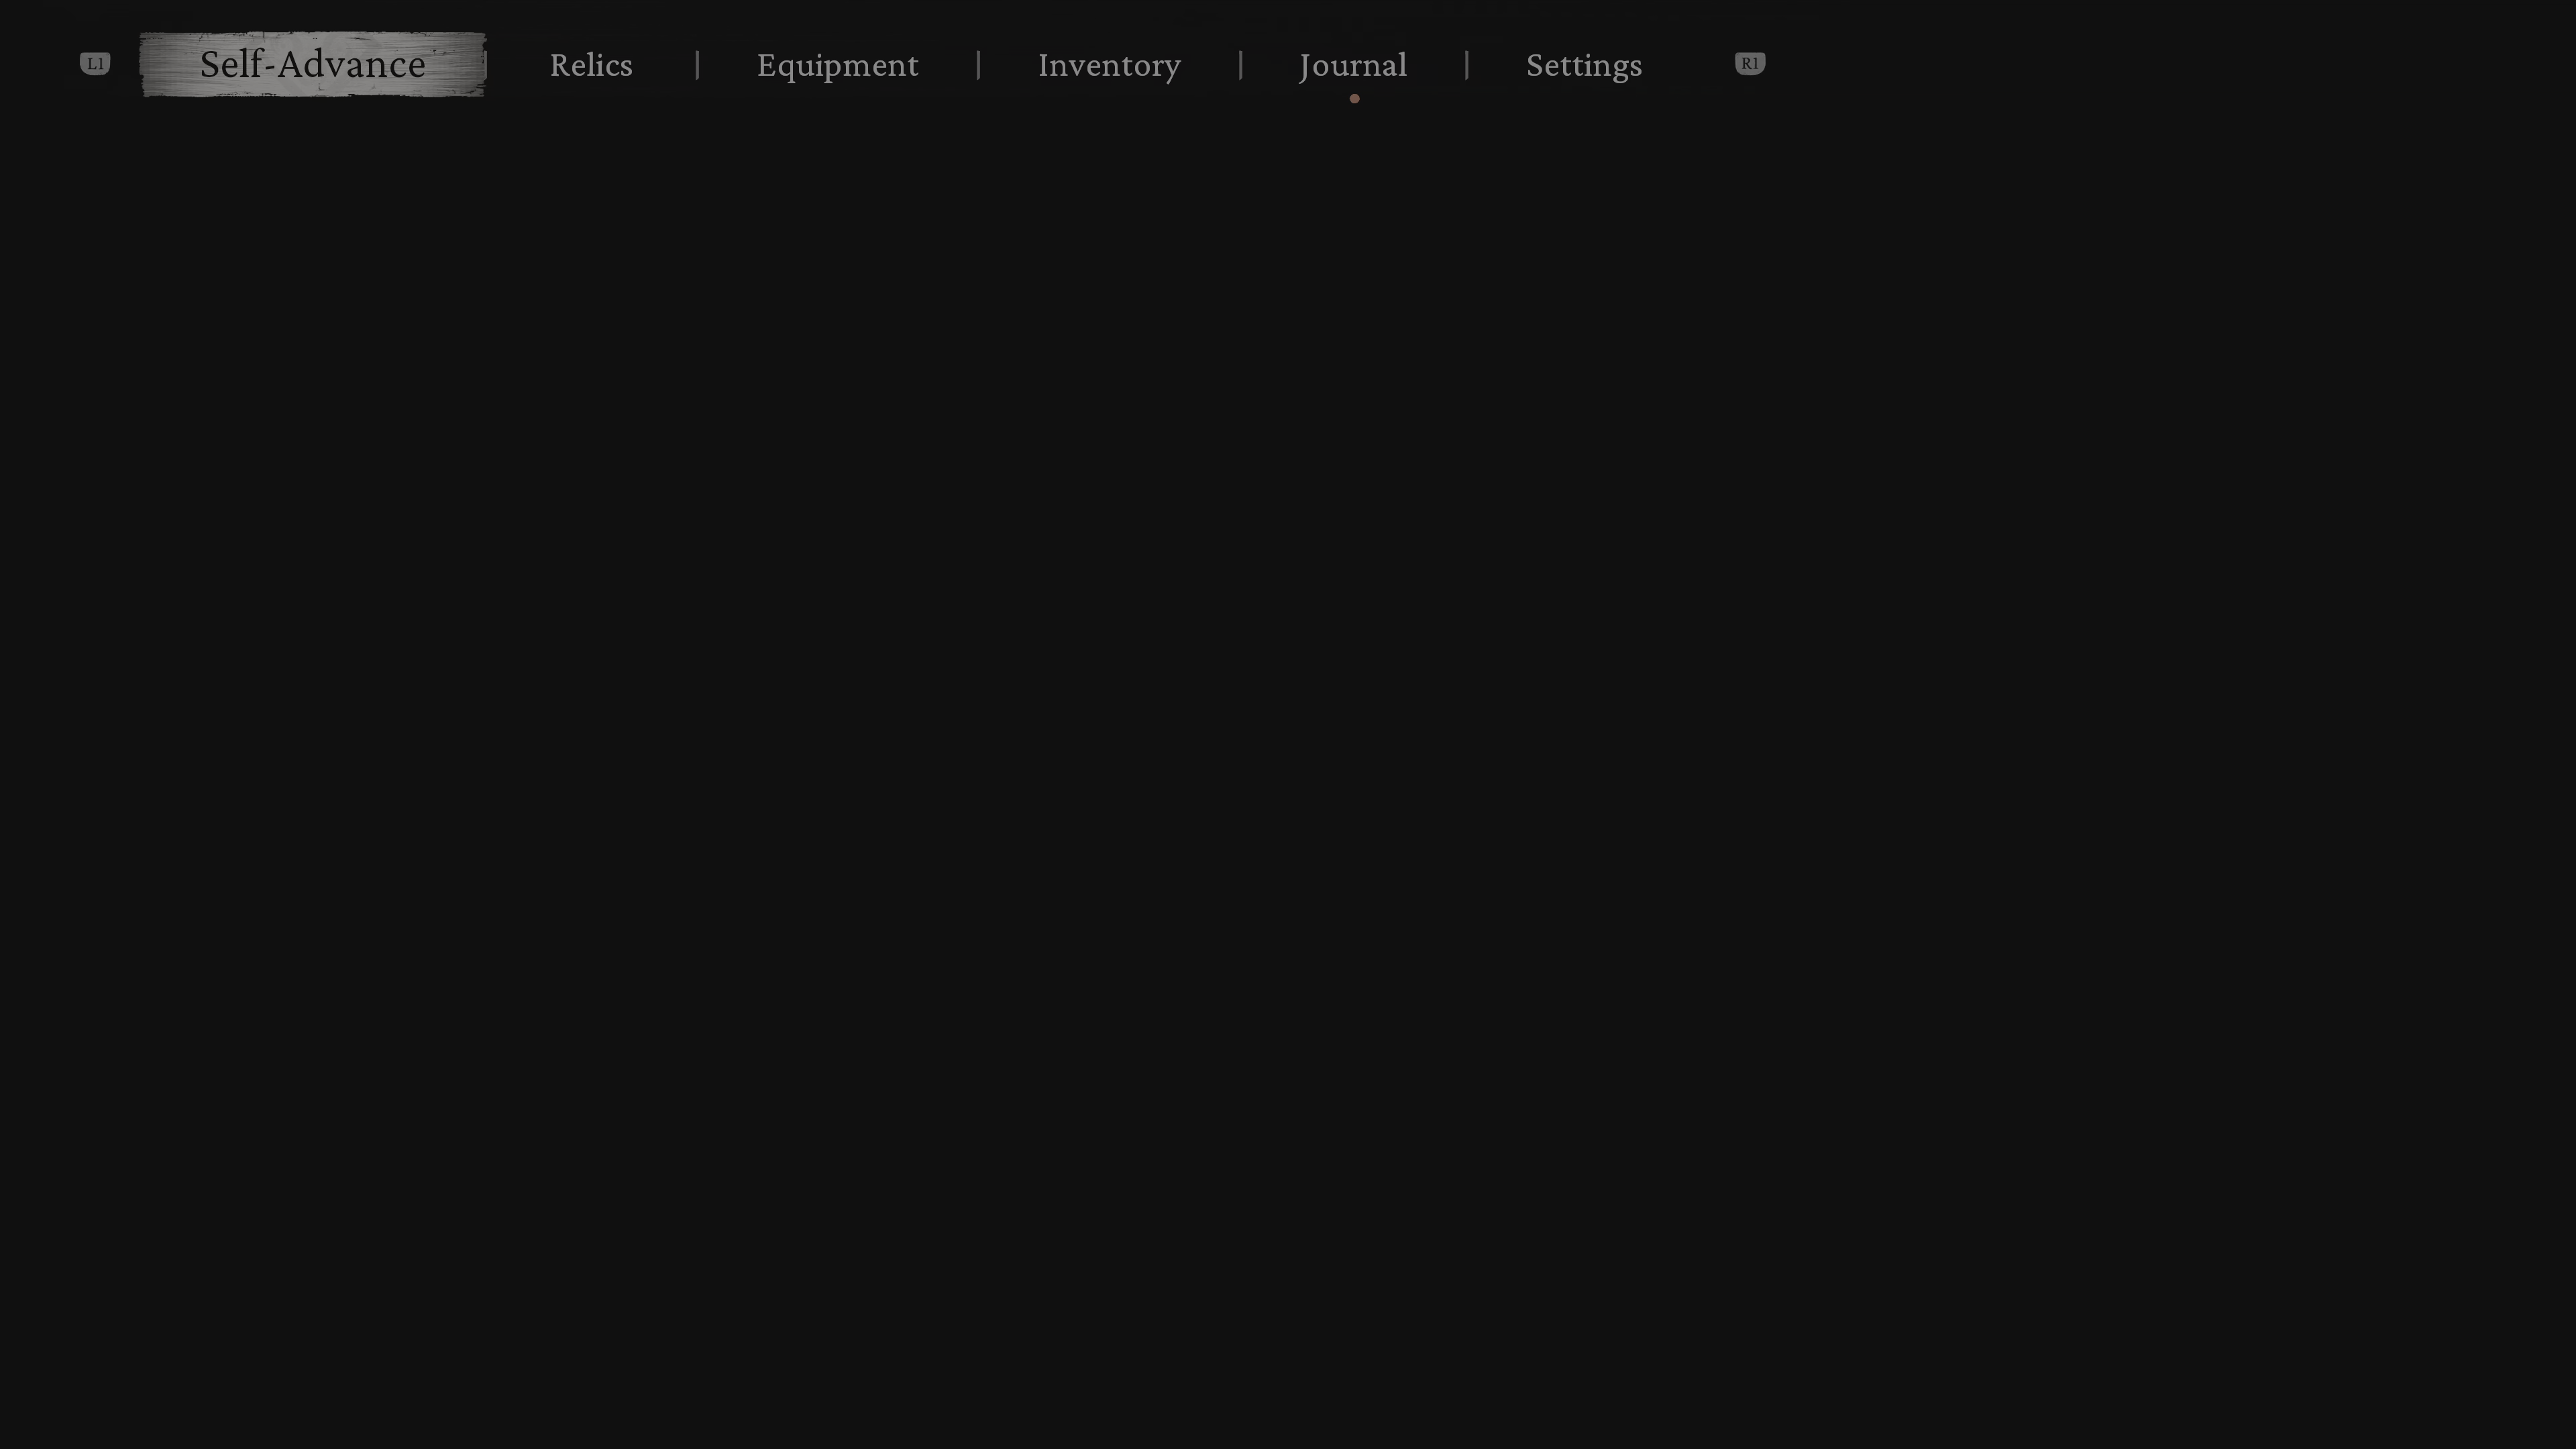 L1 Self-Advance | Relics | Equipment | Inventory | Journal | Settings R1